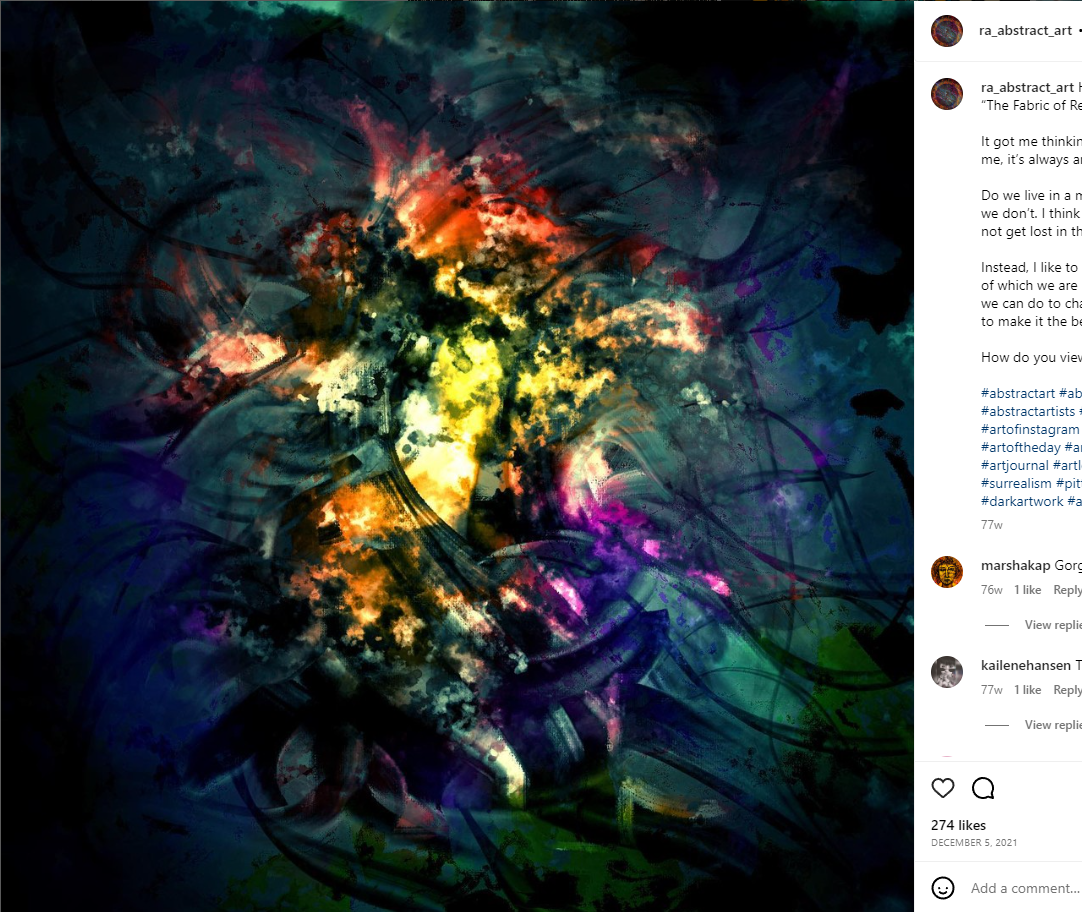 ra_abstract_art •
ra_abstract_art
“The Fabric of Re
It got me thinkin
me, it’s always a
Do we live in a m
we don’t. I think
not get lost in th
Instead, I like to
of which we are
we can do to cha
to make it the be
How do you view
#abstractart #ab
#abstractartists #
#artofinstagram
#artoftheday #ar
#artjournal #artl
#surrealism #pit
#darkartwork #a
77w
marshakap Gorg
76w 1 like Reply
View replie
kailenehansen T
77w 1 like Reply
View replie
274 likes
DECEMBER 5, 2021
Add a comment...